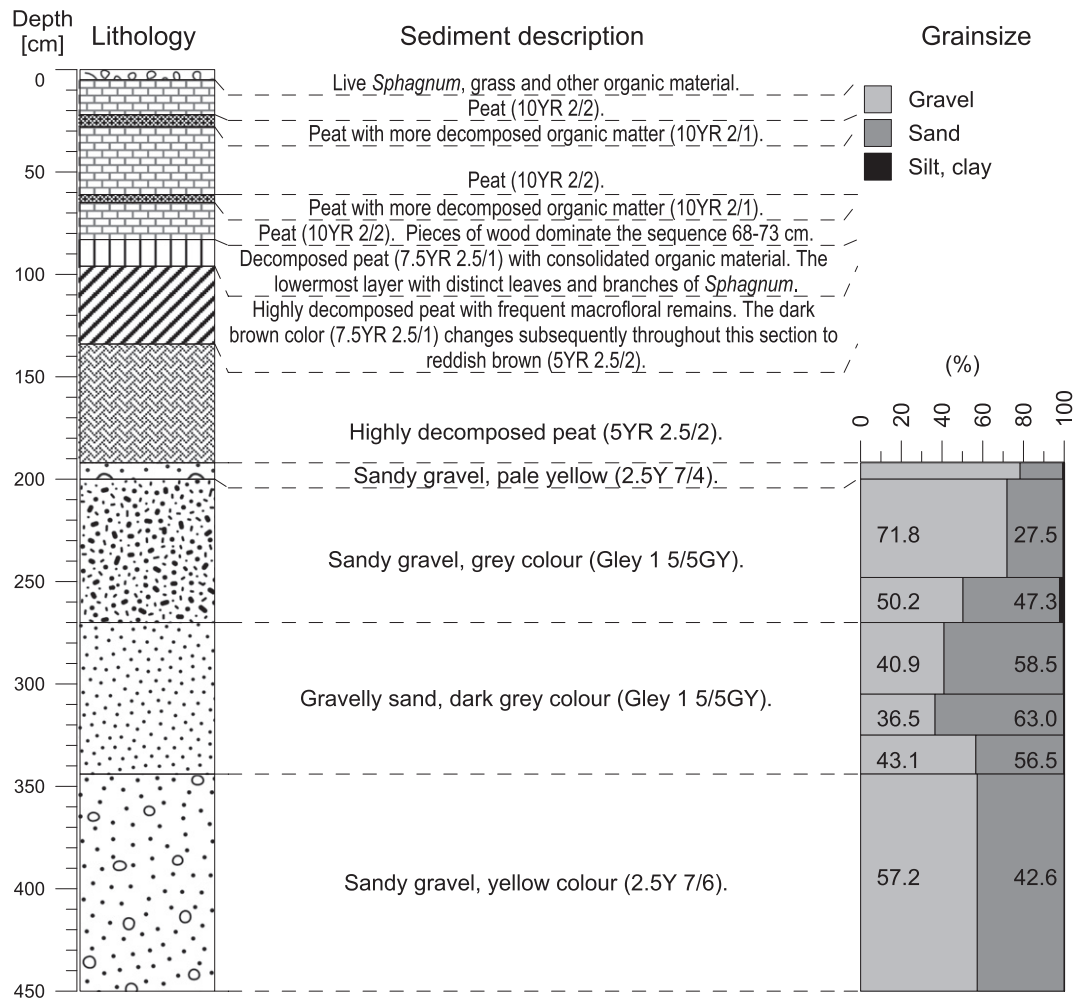 Depth
[cm]
Lithology
Sediment description
Grainsize
0
50
100
150
200
250
300
350
400
450
Live Sphagnum, grass and other organic material.
Peat (10YR 2/2).
Peat with more decomposed organic matter (10YR 2/1).
Peat (10YR 2/2).
Peat with more decomposed organic matter (10YR 2/1).
Peat (10YR 2/2). Pieces of wood dominate the sequence 68-73 cm.
Decomposed peat (7.5YR 2.5/1) with consolidated organic material. The
lowermost layer with distinct leaves and branches of Sphagnum.
Highly decomposed peat with frequent macrofloral remains. The dark
brown color (7.5YR 2.5/1) changes subsequently throughout this section to
reddish brown (5YR 2.5/2).
Highly decomposed peat (5YR 2.5/2).
Sandy gravel, pale yellow (2.5Y 7/4).
Sandy gravel, grey colour (Gley 1 5/5GY).
Gravelly sand, dark grey colour (Gley 1 5/5GY).
Sandy gravel, yellow colour (2.5Y 7/6).
Gravel
Sand
Silt, clay
(%)
0 20 40 60 80 100
71.8 27.5
50.2 47.3
40.9 58.5
36.5 63.0
43.1 56.5
57.2 42.6